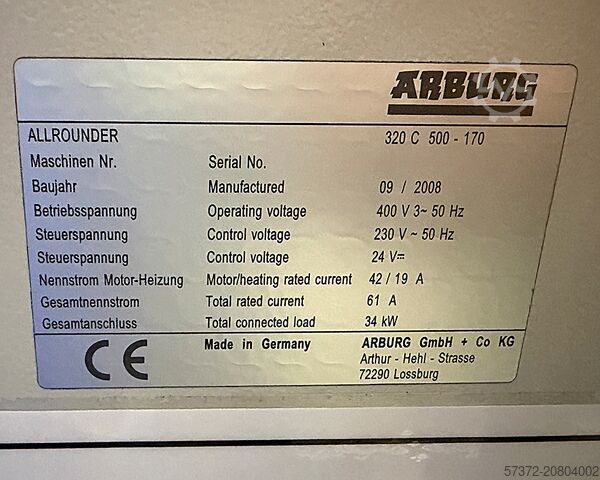 ARBURG
ALLROUNDER 320 C 500 - 170
Maschinen Nr. Serial No.
Baujahr Manufactured 09 / 2008
Betriebsspannung Operating voltage 400 V 3~ 50 Hz
Steuerspannung Control voltage 230 V ~ 50 Hz
Steuerspannung Control voltage 24 V⎓
Nennstrom Motor-Heizung Motor/heating rated current 42 / 19 A
Gesamtnennstrom Total rated current 61 A
Gesamtanschluss Total connected load 34 kW
CE Made in Germany ARBURG GmbH + Co KG
Arthur - Hehl - Strasse
72290 Lossburg
57372-20804002